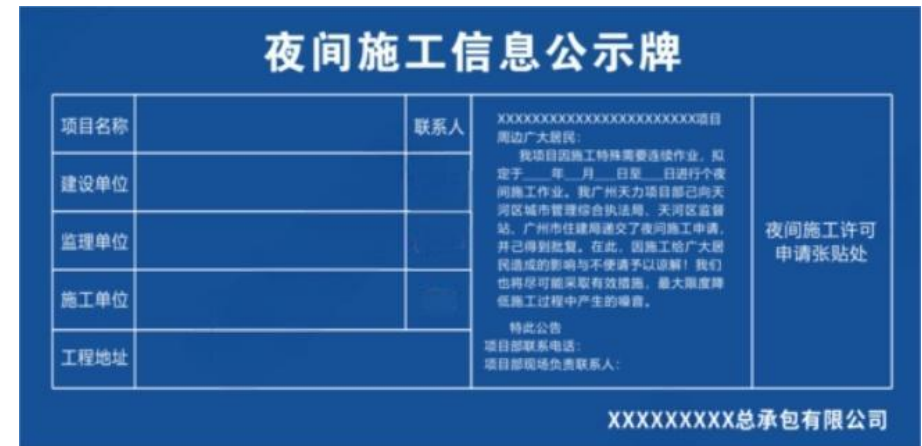 夜间施工信息公示牌
项目名称
联系人
建设单位
监理单位
施工单位
工程地址
XXXXXXXXXXXXXXXXXXXXXXXX项目
周边广大居民：
我项目因施工特殊需要连续作业，拟
定于____年__月___日至___日进行个夜
间施工作业。我广州天力项目部己向天
河区城市管理综合执法局、天河区监督
站、广州市住建局递交了夜间施工申请，
并己得到批复。在此，因施工给广大居
民造成的影响与不便请予以谅解！我们
也将尽可能采取有效措施，最大限度降
低施工过程中产生的噪音。
特此公告
项目部联系电话：
项目部现场负责联系人：
夜间施工许可
申请张贴处
XXXXXXXXXX总承包有限公司